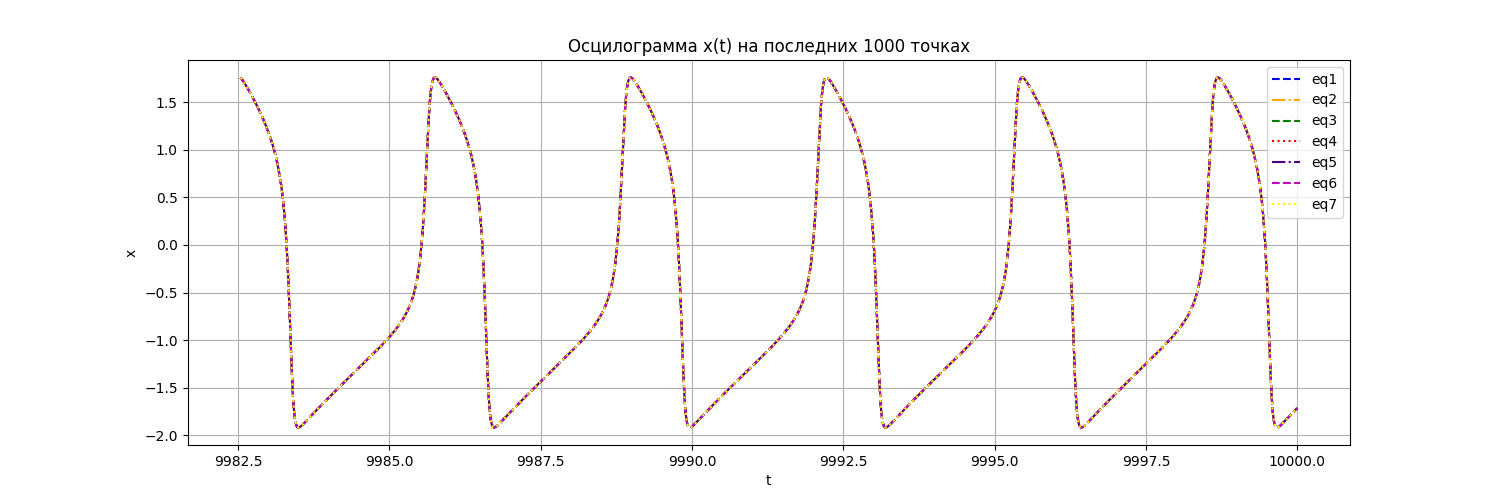 Осцилограмма x(t) на последних 1000 точках
x
1.5
1.0
0.5
0.0
−0.5
−1.0
−1.5
−2.0
eq1
eq2
eq3
eq4
eq5
eq6
eq7
9982.5
9985.0
9987.5
9990.0
9992.5
9995.0
9997.5
10000.0
t